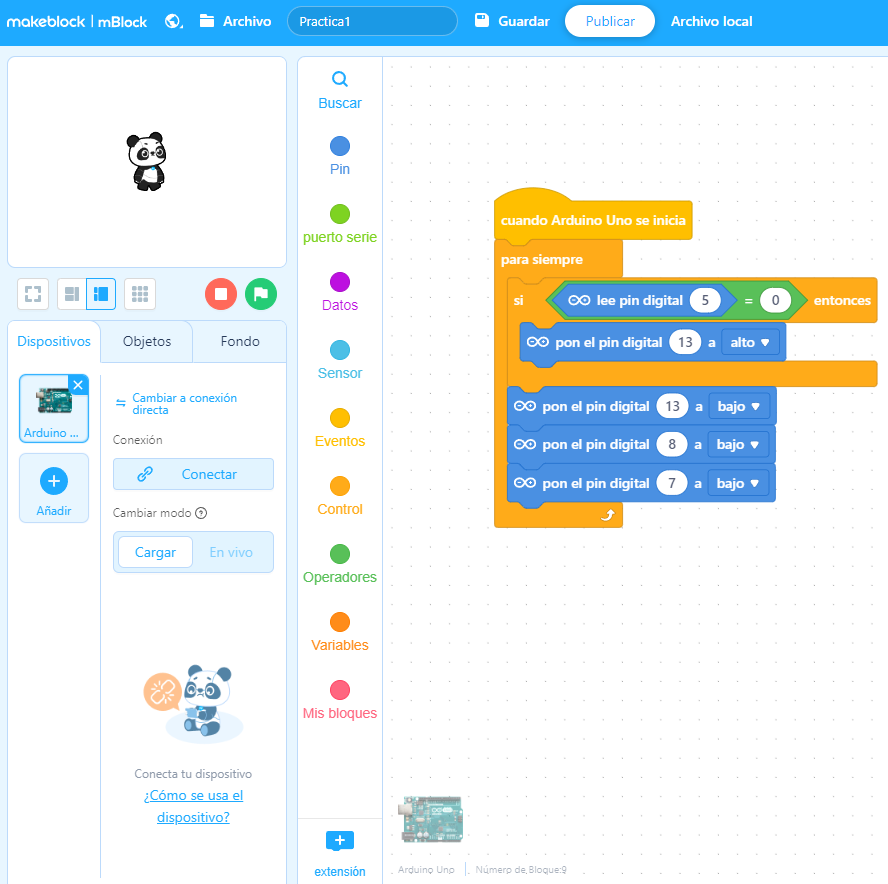 makeblock | mBlock Archivo Practica1 Guardar Publicar Archivo local
Buscar
Pin
puerto serie
Datos
Sensor
Eventos
Control
Operadores
Variables
Mis bloques
extensión
Dispositivos Objetos Fondo
Arduino ...
Añadir
Cambiar a conexión
directa
Conexión
Conectar
Cambiar modo ?
Cargar En vivo
Conecta tu dispositivo
¿Cómo se usa el
dispositivo?
cuando Arduino Uno se inicia
para siempre
si lee pin digital 5 = 0 entonces
pon el pin digital 13 a alto ▼
pon el pin digital 13 a bajo ▼
pon el pin digital 8 a bajo ▼
pon el pin digital 7 a bajo ▼
Arduino Uno | Número de Bloque:9